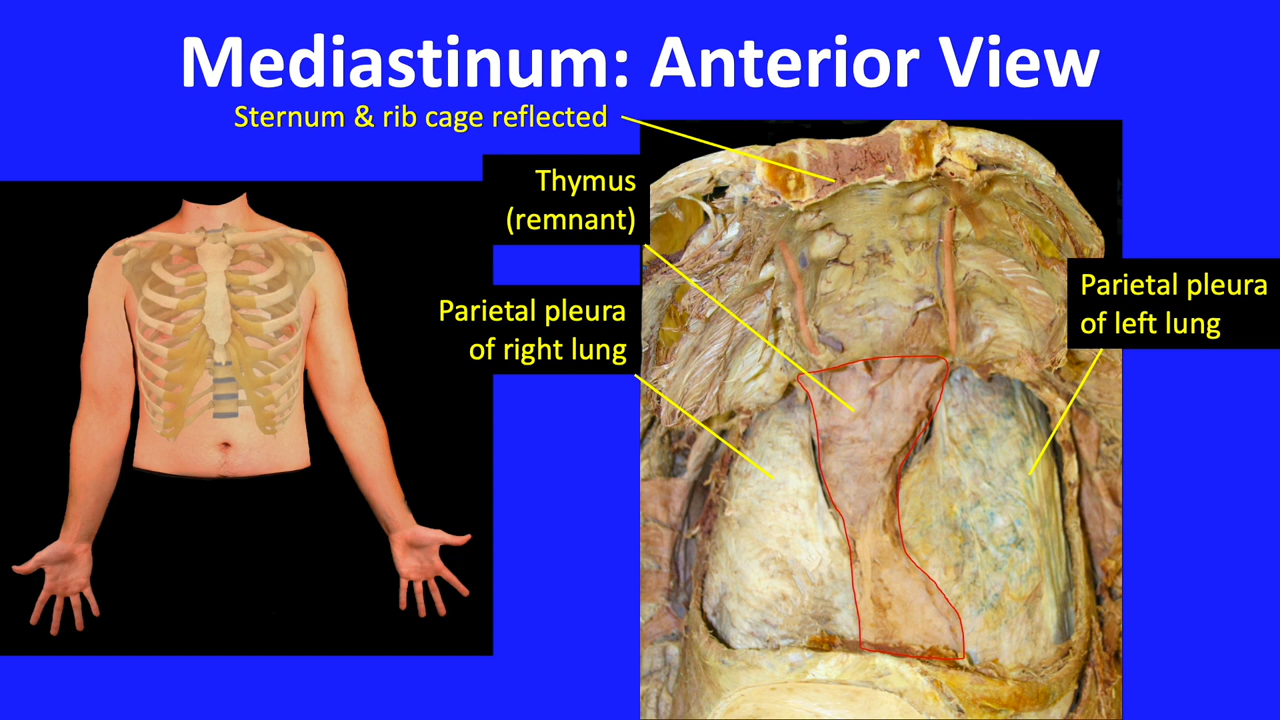 Mediastinum: Anterior View
Sternum & rib cage reflected
Thymus
(remnant)
Parietal pleura
of right lung
Parietal pleura
of left lung